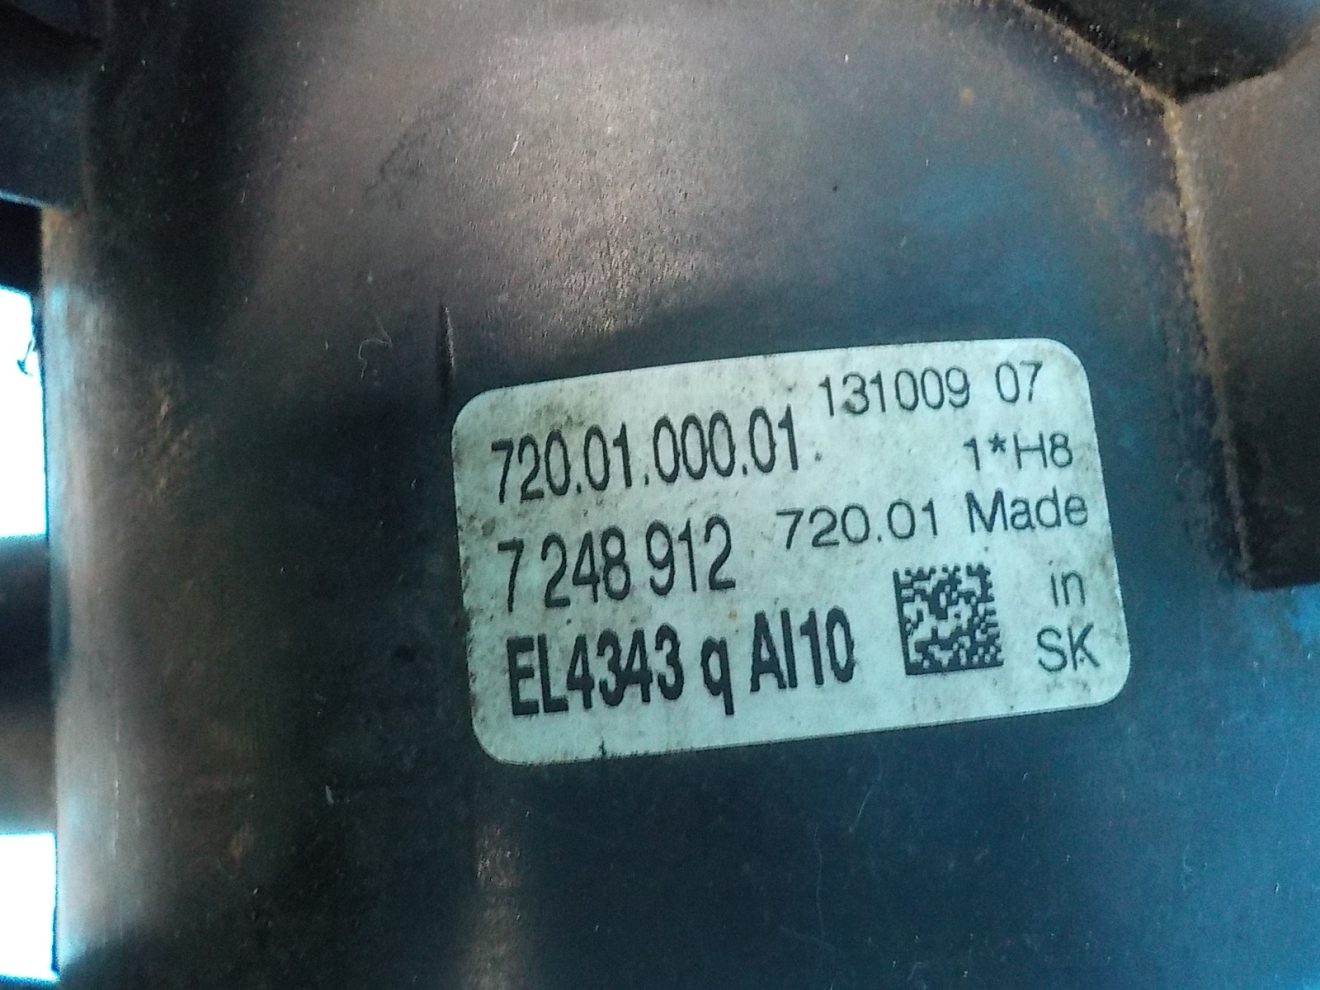 720.01.000.01 131009 07
1*H8
7 248 912 720.01 Made
EL4343 q AI10 in
SK